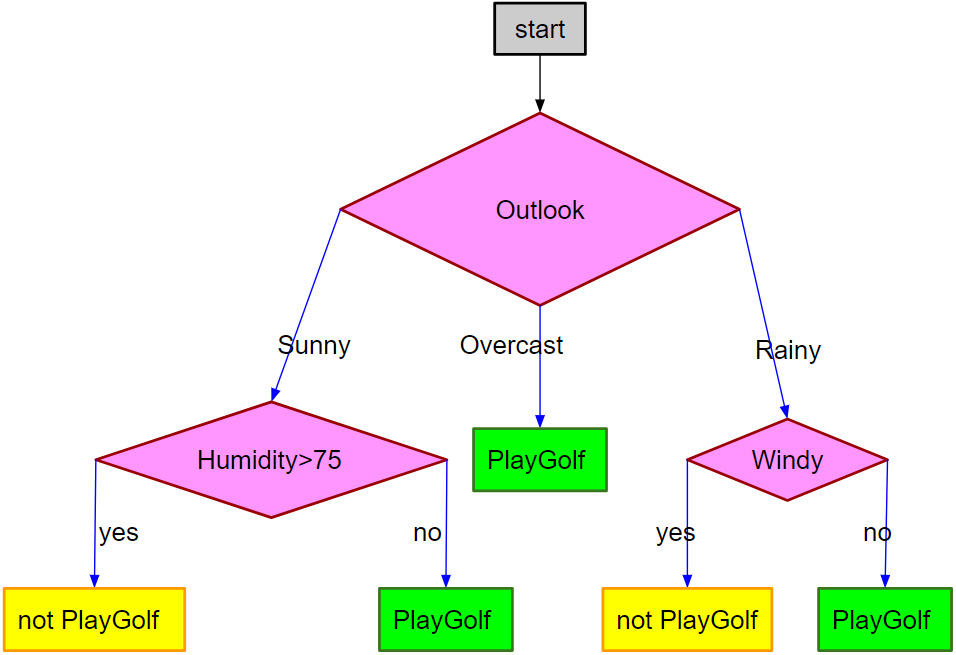 start
Outlook
Sunny
Overcast
Rainy
Humidity>75
PlayGolf
Windy
yes
no
yes
no
not PlayGolf
PlayGolf
not PlayGolf
PlayGolf